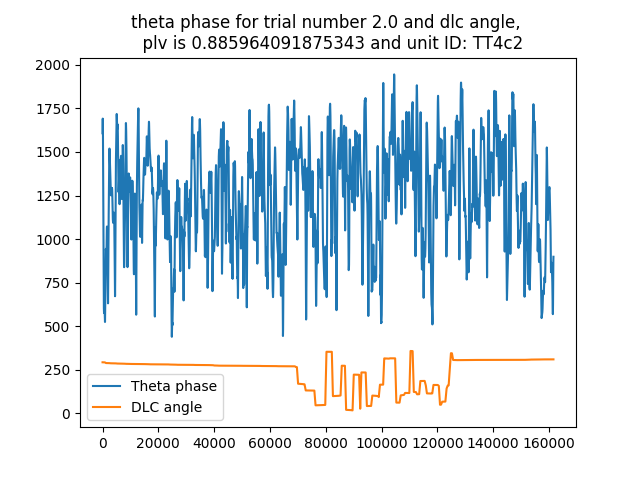 theta phase for trial number 2.0 and dlc angle,
plv is 0.885964091875343 and unit ID: TT4c2
2000
1750
1500
1250
1000
750
500
250
0
Theta phase
DLC angle
0 20000 40000 60000 80000 100000 120000 140000 160000